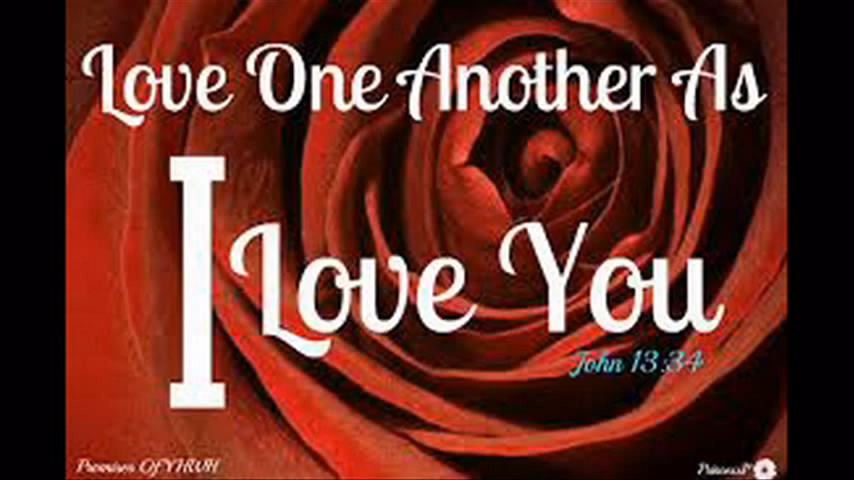 Love One Another As
I Love You
John 13:34
Promises Of YHWH